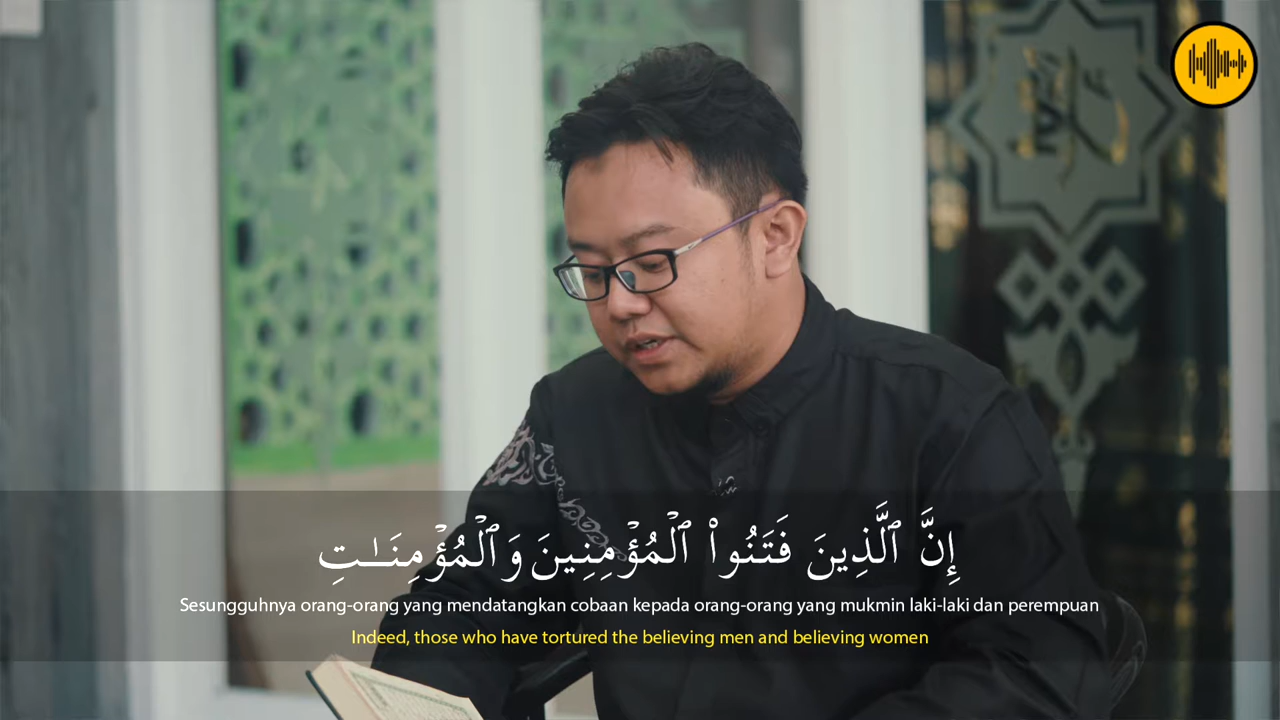 إِنَّ ٱلَّذِينَ فَتَنُوا۟ ٱلْمُؤْمِنِينَ وَٱلْمُؤْمِنَـٰتِ
Sesungguhnya orang-orang yang mendatangkan cobaan kepada orang-orang yang mukmin laki-laki dan perempuan
Indeed, those who have tortured the believing men and believing women